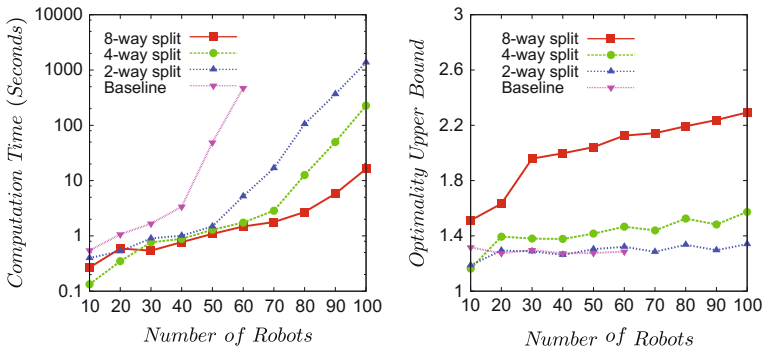 Computation Time (Seconds)
10000
1000
100
10
1
0.1
8-way split
4-way split
2-way split
Baseline
10 20 30 40 50 60 70 80 90 100
Number of Robots
Optimality Upper Bound
3
2.6
2.2
1.8
1.4
1
8-way split
4-way split
2-way split
Baseline
10 20 30 40 50 60 70 80 90 100
Number of Robots